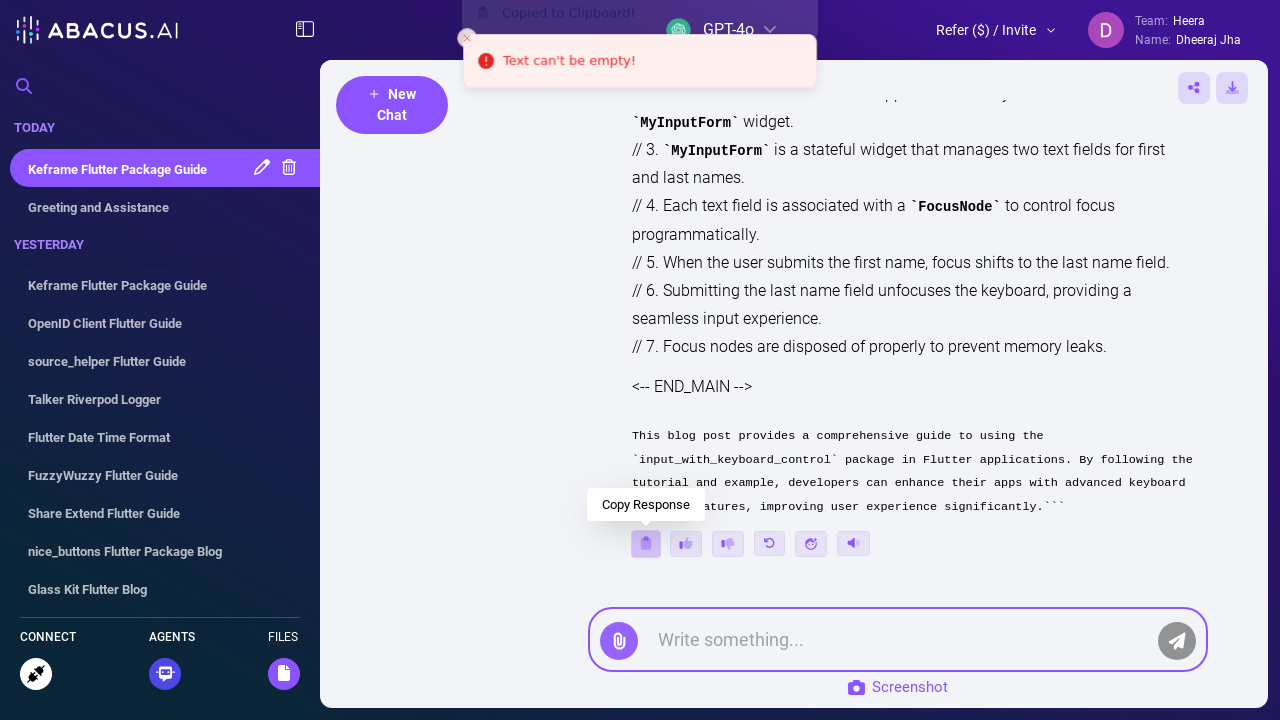 ABACUS.AI
Copied to Clipboard!
GPT-4o
Refer ($) / Invite
D
Team: Heera
Name: Dheeraj Jha
Text can't be empty!
TODAY
Keframe Flutter Package Guide
Greeting and Assistance
YESTERDAY
Keframe Flutter Package Guide
OpenID Client Flutter Guide
source_helper Flutter Guide
Talker Riverpod Logger
Flutter Date Time Format
FuzzyWuzzy Flutter Guide
Share Extend Flutter Guide
nice_buttons Flutter Package Blog
Glass Kit Flutter Blog
CONNECT
AGENTS
FILES
+ New
Chat
`MyInputForm` widget.
// 3. `MyInputForm` is a stateful widget that manages two text fields for first
and last names.
// 4. Each text field is associated with a `FocusNode` to control focus
programmatically.
// 5. When the user submits the first name, focus shifts to the last name field.
// 6. Submitting the last name field unfocuses the keyboard, providing a
seamless input experience.
// 7. Focus nodes are disposed of properly to prevent memory leaks.
<-- END_MAIN -->
This blog post provides a comprehensive guide to using the
`input_with_keyboard_control` package in Flutter applications. By following the
tutorial and example, developers can enhance their apps with advanced keyboard
atures, improving user experience significantly.```
Copy Response
Write something...
Screenshot